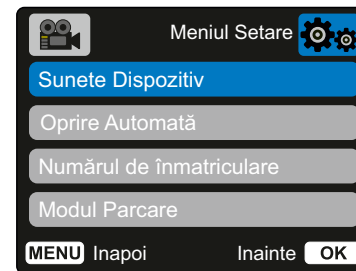 Meniul Setare
Sunete Dispozitiv
Oprire Automată
Numărul de înmatriculare
Modul Parcare
MENU Inapoi Inainte OK